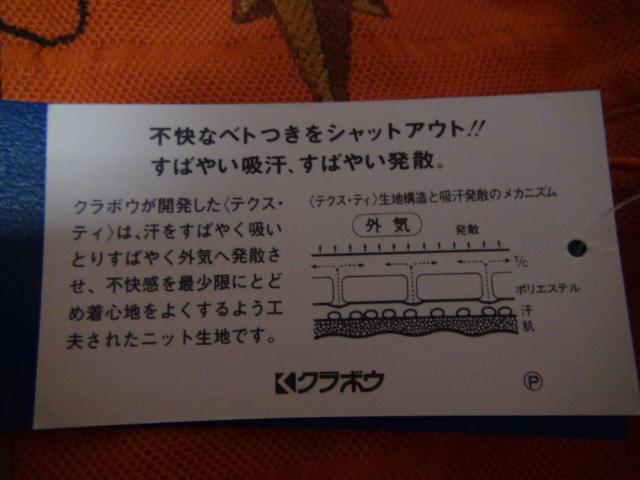 不快なベトつきをシャットアウト!!
すばやい吸汗、すばやい発散。
クラボウが開発した〈テクス・
ティ〉は、汗をすばやく吸い
とりすばやく外気へ発散さ
せ、不快感を最少限にとど
め着心地をよくするよう工
夫されたニット生地です。
〈テクス・ティ〉生地構造と吸汗発散のメカニズム
外気
発散
T/C
ポリエステル
汗
肌
クラボウ
P